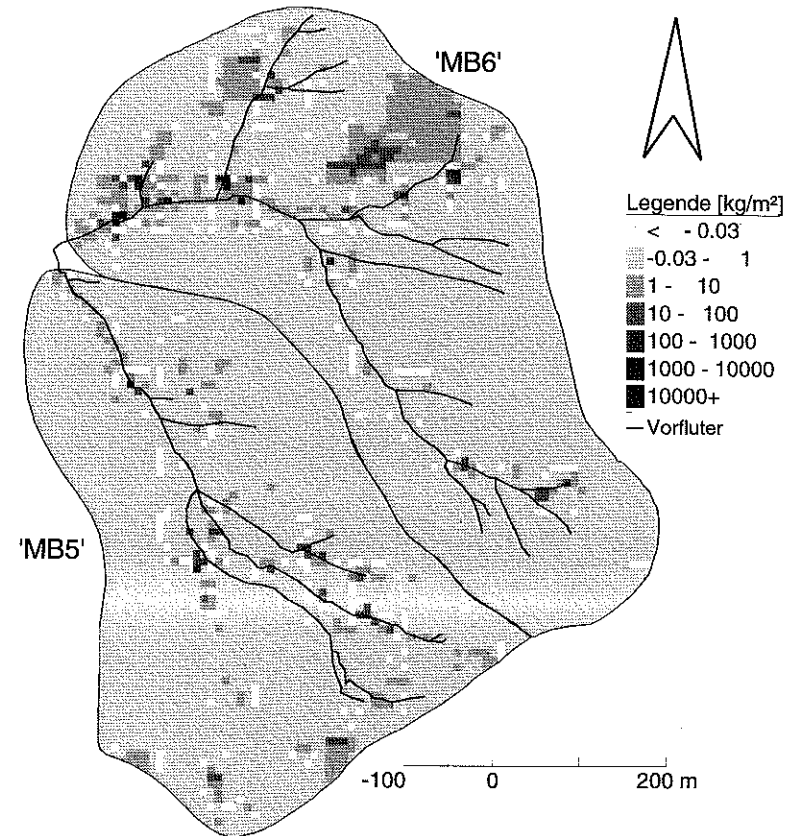 'MB6'
Legende [kg/m²]
< - 0.03
-0.03 - 1
1 - 10
10 - 100
100 - 1000
1000 - 10000
10000+
Vorfluter
'MB5'
-100 0 200 m